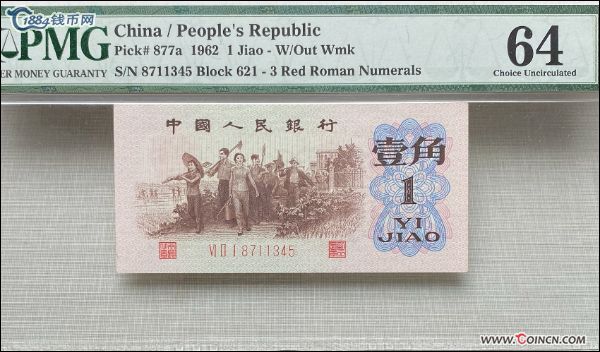 1884钱币网
PMG
ER MONEY GUARANTY
China / People's Republic
Pick# 877a 1962 1 Jiao - W/Out Wmk
S/N 8711345 Block 621 - 3 Red Roman Numerals
64
Choice Uncirculated
中國人民銀行
壹角
1
YI
JIAO
VI II I 8711345
www.COINCN.com